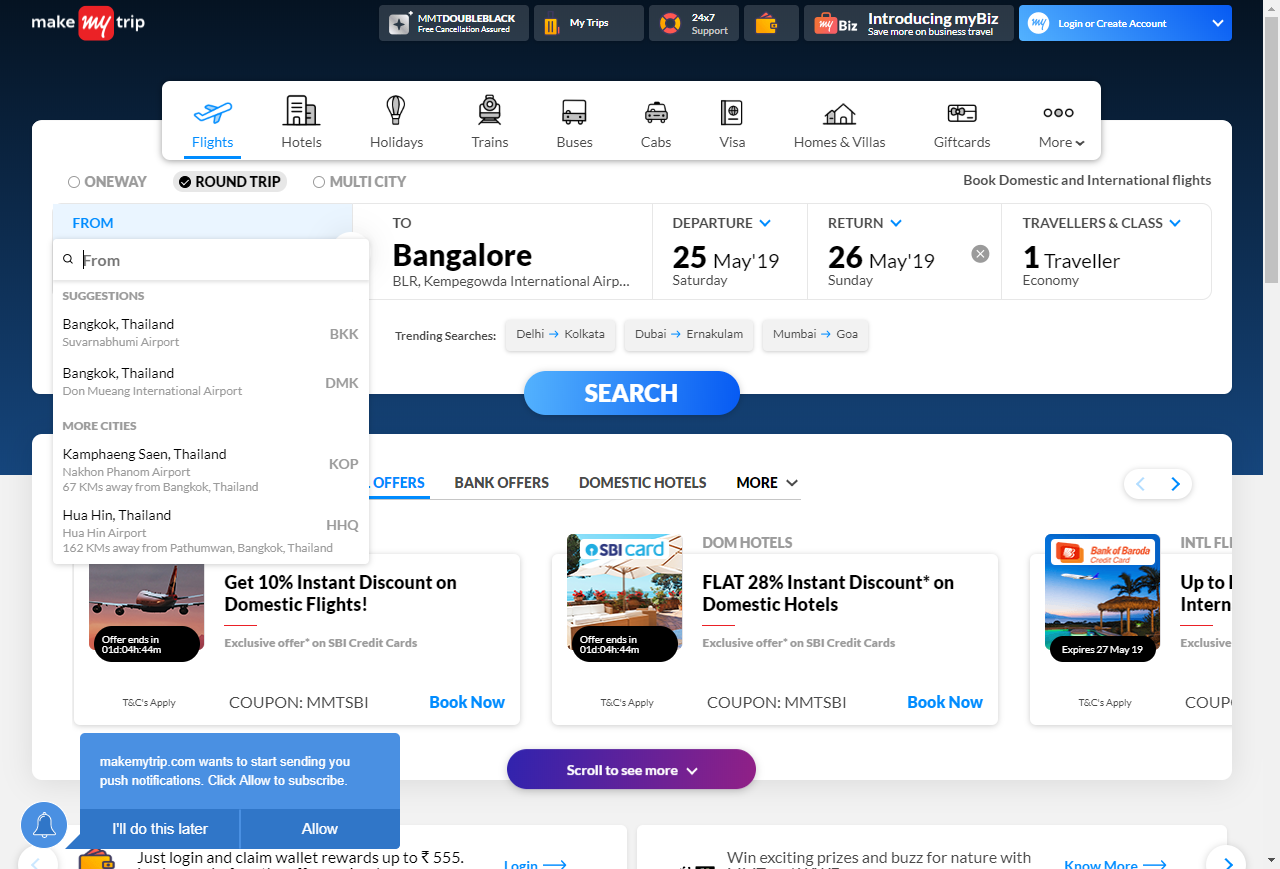 make my trip
MMTDOUBLEBLACK
Free Cancellation Assured
My Trips
24x7
Support
my Biz
Introducing myBiz
Save more on business travel
my
Login or Create Account
Flights
Hotels
Holidays
Trains
Buses
Cabs
Visa
Homes & Villas
Giftcards
More
ONEWAY
ROUND TRIP
MULTI CITY
Book Domestic and International flights
FROM
From
SUGGESTIONS
Bangkok, Thailand
Suvarnabhumi Airport
BKK
Bangkok, Thailand
Don Mueang International Airport
DMK
MORE CITIES
Kamphaeng Saen, Thailand
Nakhon Phanom Airport
67 KMs away from Bangkok, Thailand
KOP
Hua Hin, Thailand
Hua Hin Airport
162 KMs away from Pathumwan, Bangkok, Thailand
HHQ
TO
Bangalore
BLR, Kempegowda International Airp...
DEPARTURE
25 May'19
Saturday
RETURN
26 May'19
Sunday
TRAVELLERS & CLASS
1 Traveller
Economy
Trending Searches:
Delhi → Kolkata
Dubai → Ernakulam
Mumbai → Goa
SEARCH
OFFERS
BANK OFFERS
DOMESTIC HOTELS
MORE
Offer ends in
01d:04h:44m
Get 10% Instant Discount on
Domestic Flights!
Exclusive offer* on SBI Credit Cards
T&C's Apply
COUPON: MMTSBI
Book Now
SBI card
Offer ends in
01d:04h:44m
DOM HOTELS
FLAT 28% Instant Discount* on
Domestic Hotels
Exclusive offer* on SBI Credit Cards
T&C's Apply
COUPON: MMTSBI
Book Now
Bank of Baroda
Credit Card
Expires 27 May 19
INTL FLI
Up to
Intern
Exclusive
T&C's Apply
COUP
Scroll to see more
makemytrip.com wants to start sending you
push notifications. Click Allow to subscribe.
I'll do this later
Allow
Just login and claim wallet rewards up to ₹ 555.
Login
Win exciting prizes and buzz for nature with
Know More